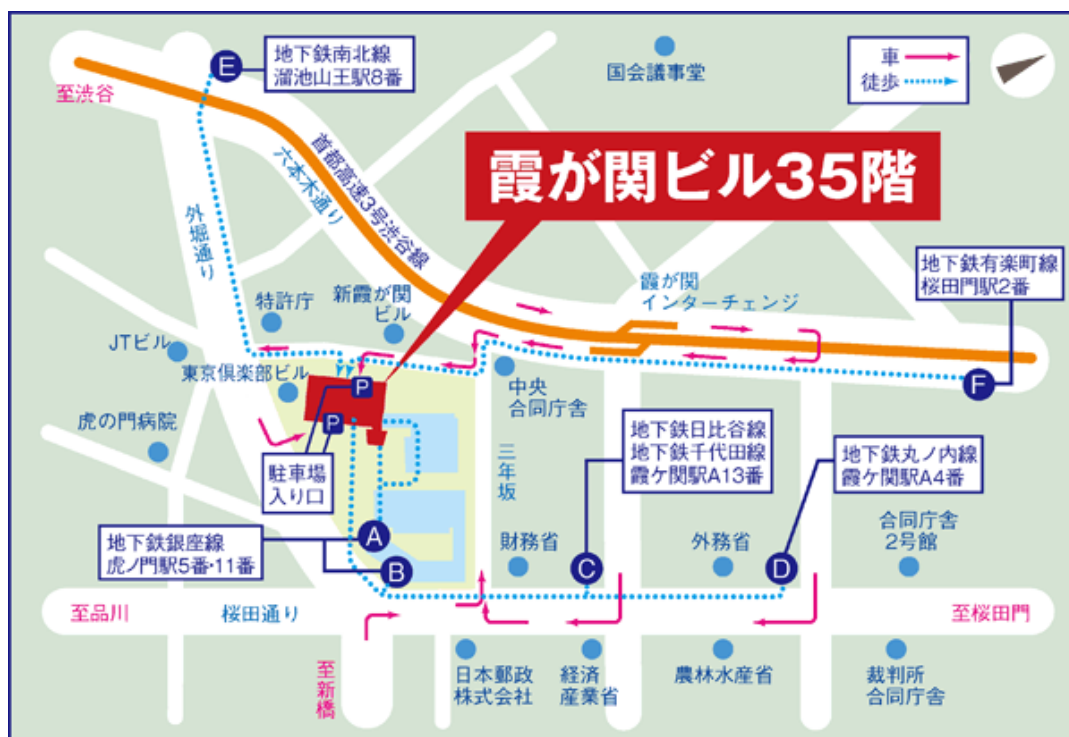 E
地下鉄南北線
溜池山王駅8番
国会議事堂
車
徒歩
至渋谷
首都高速3号渋谷線
六本木通り
外堀通り
霞が関ビル35階
地下鉄有楽町線
桜田門駅2番
霞が関
インターチェンジ
特許庁
新霞が関
ビル
JTビル
東京倶楽部ビル
P
P
中央
合同庁舎
F
虎の門病院
駐車場
入り口
三年坂
地下鉄日比谷線
地下鉄千代田線
霞ケ関駅A13番
地下鉄丸ノ内線
霞ケ関駅A4番
地下鉄銀座線
虎ノ門駅5番・11番
A
B
財務省
C
外務省
D
合同庁舎
2号館
至品川
桜田通り
至桜田門
至新橋
日本郵政
株式会社
経済
産業省
農林水産省
裁判所
合同庁舎